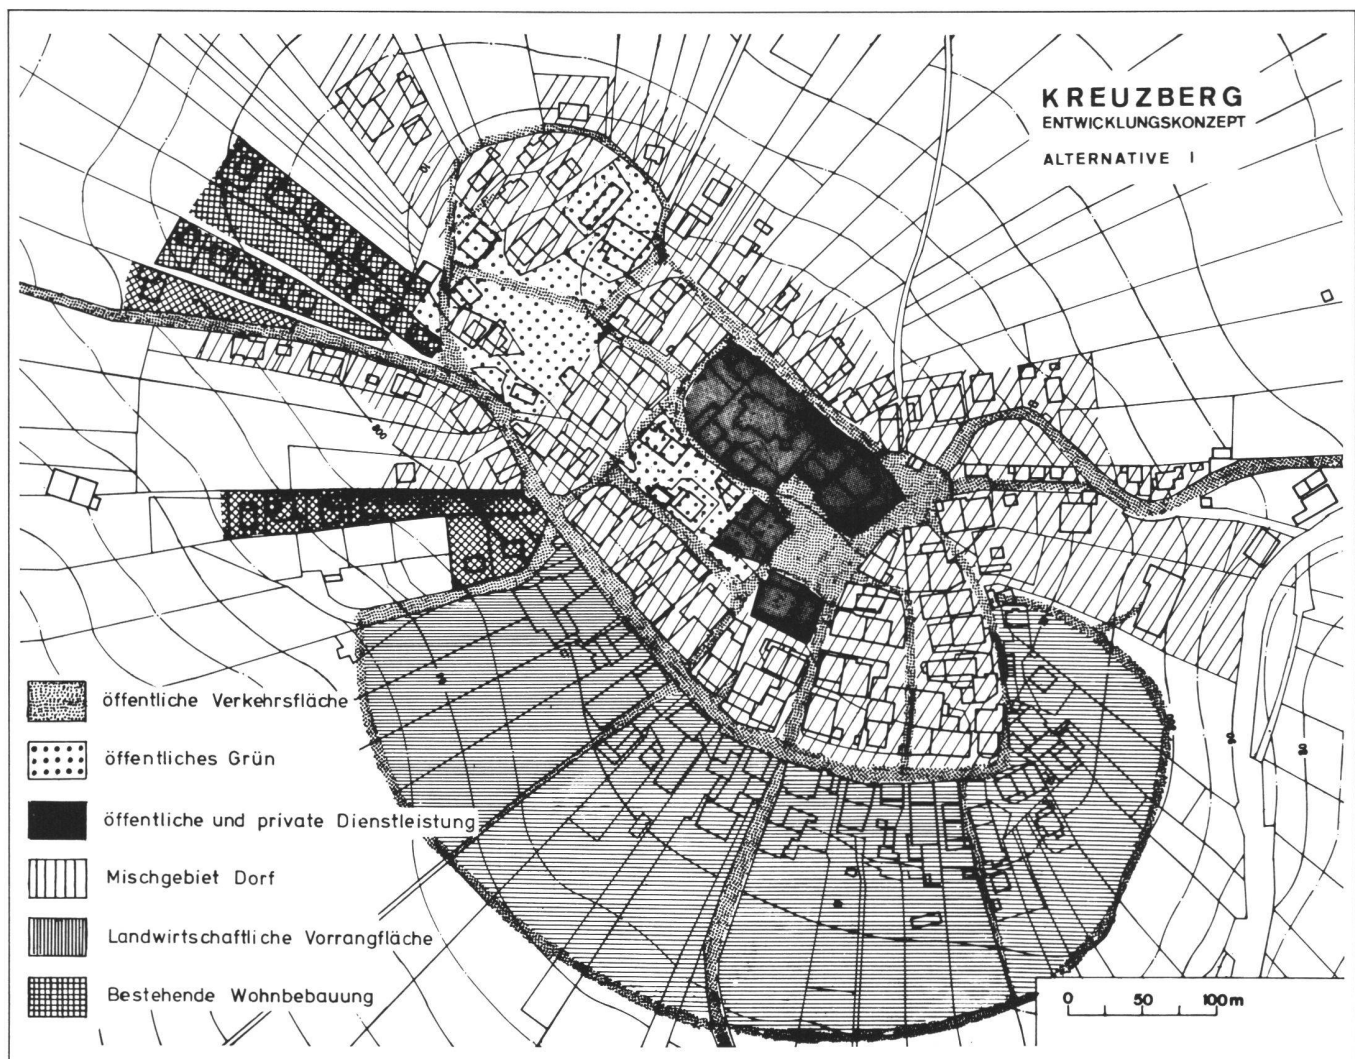 KREUZBERG
ENTWICKLUNGSKONZEPT
ALTERNATIVE I
800
öffentliche Verkehrsfläche
öffentliches Grün
öffentliche und private Dienstleistung
Mischgebiet Dorf
Landwirtschaftliche Vorrangfläche
Bestehende Wohnbebauung
0 50 100m